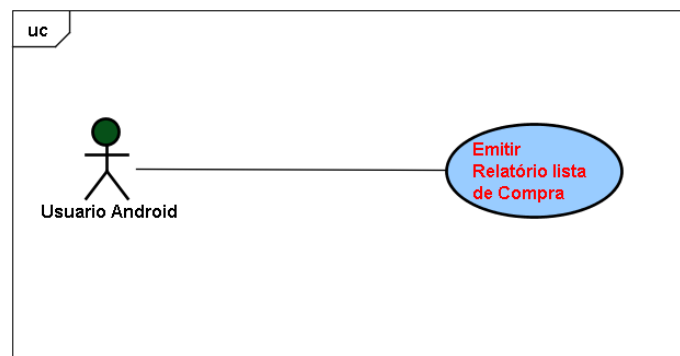 uc
Emitir
Relatório lista
de Compra
Usuario Android